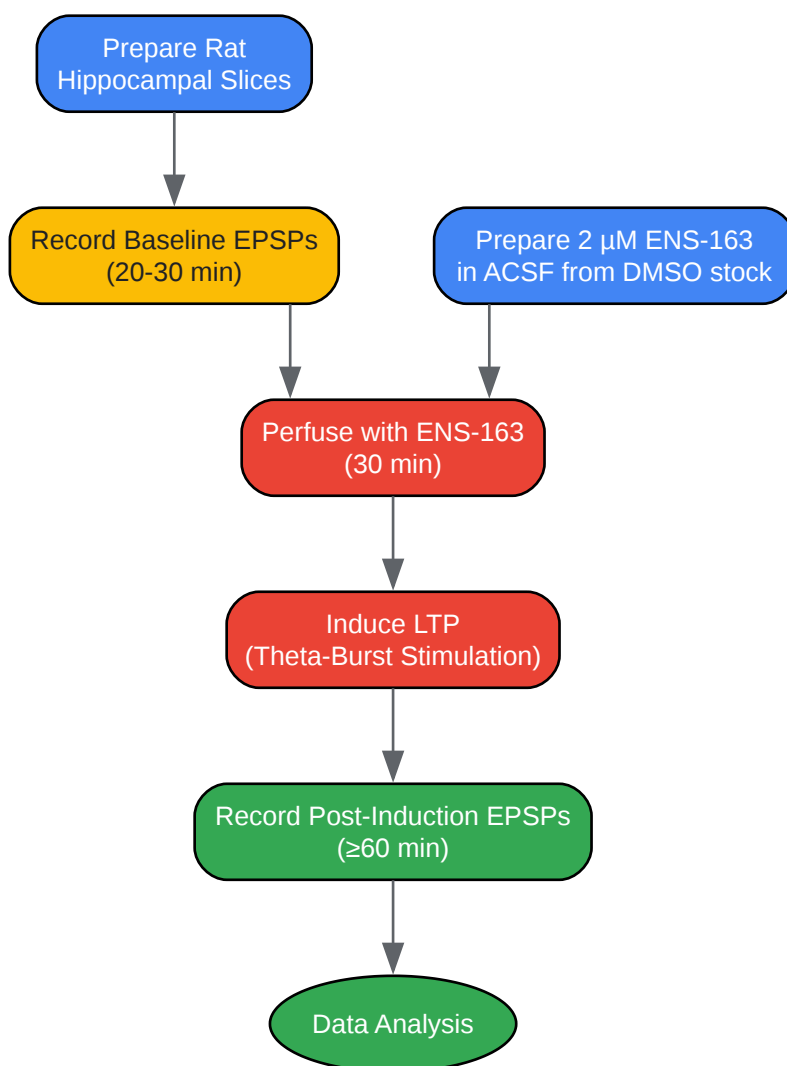 Prepare Rat
Hippocampal Slices
Record Baseline EPSPs
(20-30 min)
Prepare 2 µM ENS-163
in ACSF from DMSO stock
Perfuse with ENS-163
(30 min)
Induce LTP
(Theta-Burst Stimulation)
Record Post-Induction EPSPs
(≥60 min)
Data Analysis